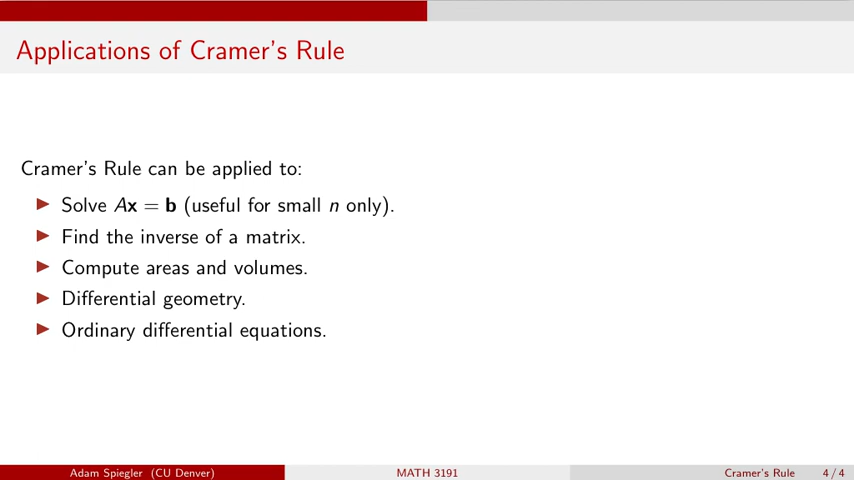 Applications of Cramer's Rule
Cramer's Rule can be applied to:
▶ Solve Ax = b (useful for small n only).
▶ Find the inverse of a matrix.
▶ Compute areas and volumes.
▶ Differential geometry.
▶ Ordinary differential equations.
Adam Spiegler (CU Denver) MATH 3191 Cramer's Rule 4 / 4